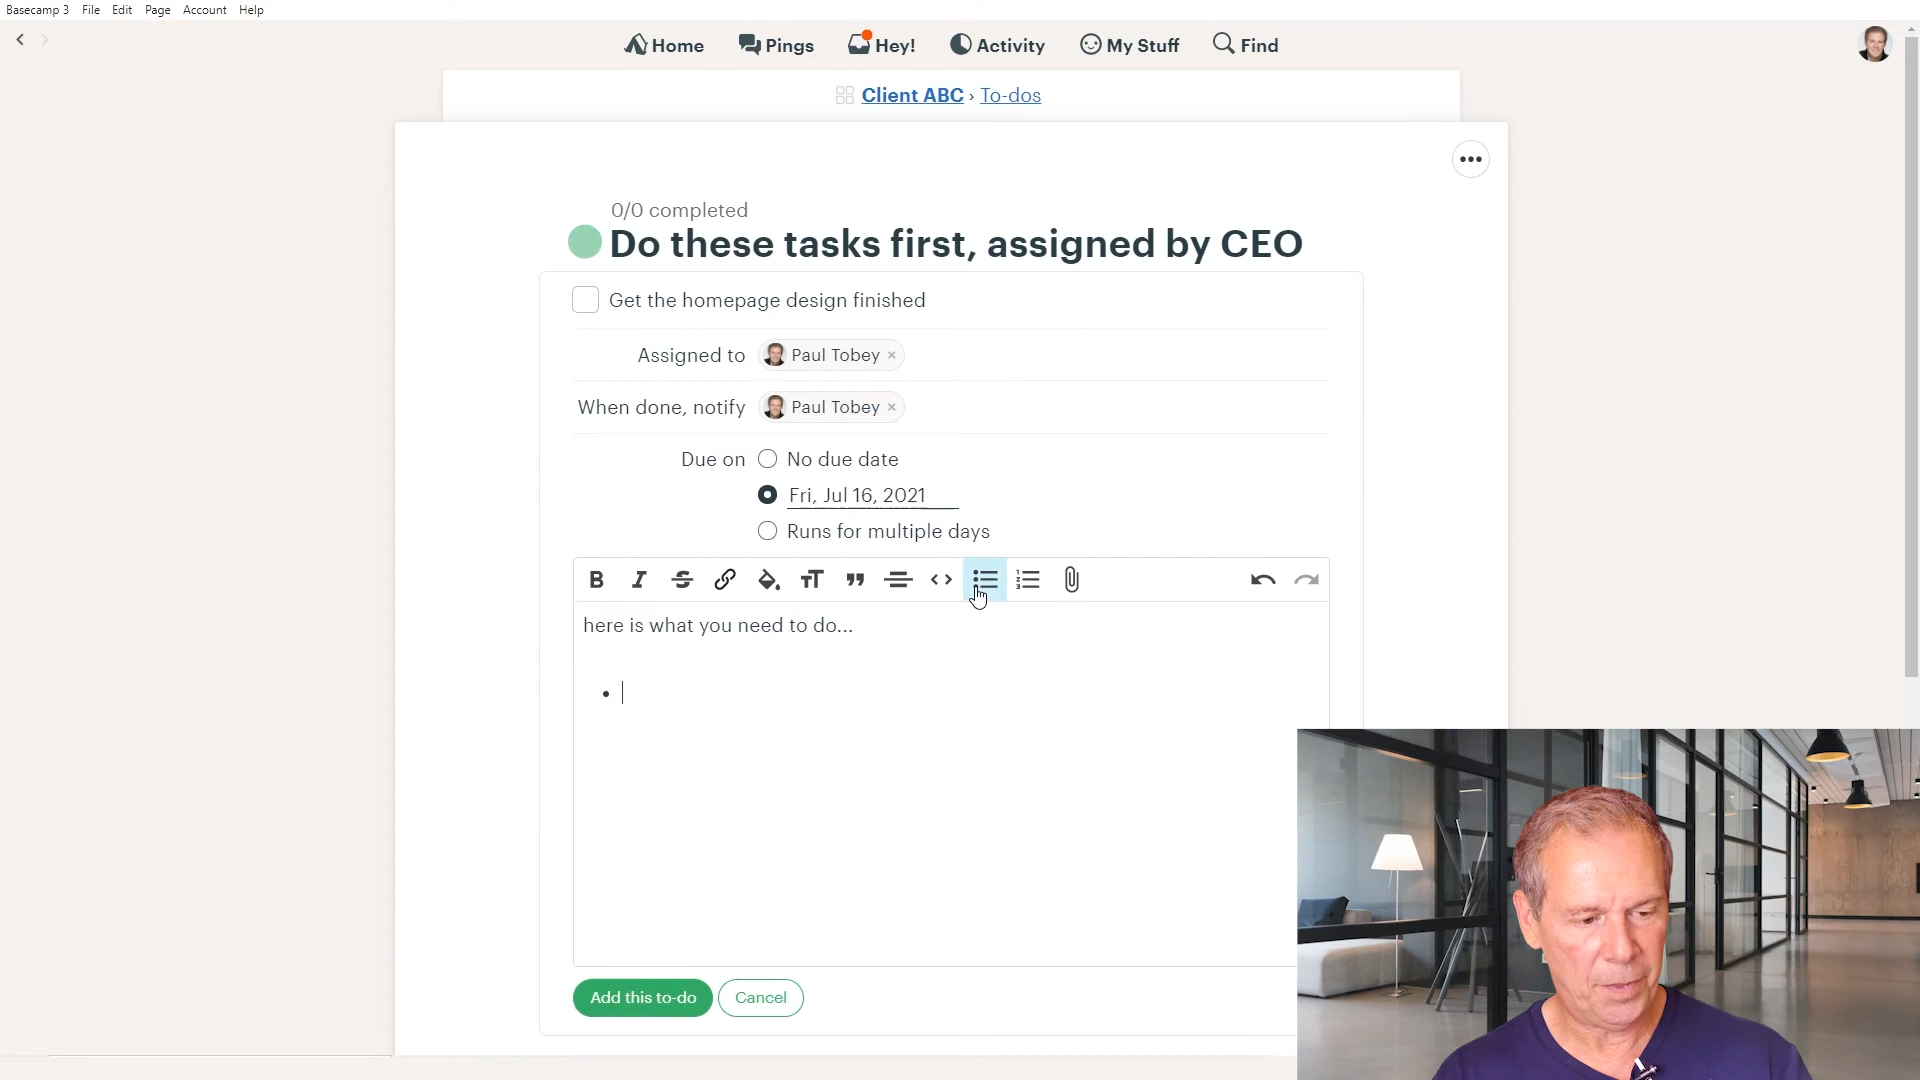 Basecamp 3 File Edit Page Account Help
Home Pings Hey! Activity My Stuff Find
Client ABC › To-dos
0/0 completed
Do these tasks first, assigned by CEO
Get the homepage design finished
Assigned to Paul Tobey ×
When done, notify Paul Tobey ×
Due on No due date
Fri, Jul 16, 2021
Runs for multiple days
here is what you need to do...
Add this to-do Cancel